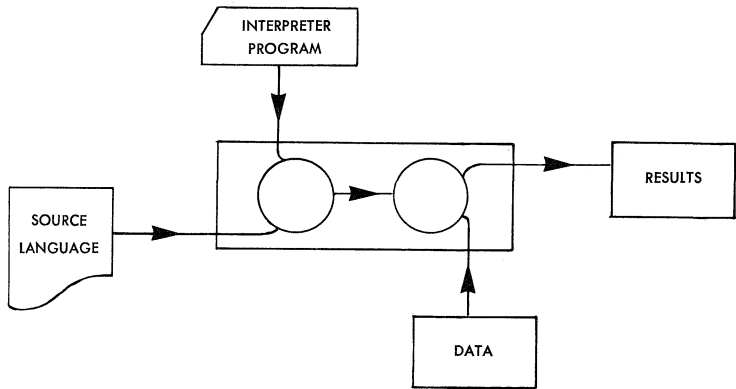 INTERPRETER
PROGRAM
SOURCE
LANGUAGE
RESULTS
DATA